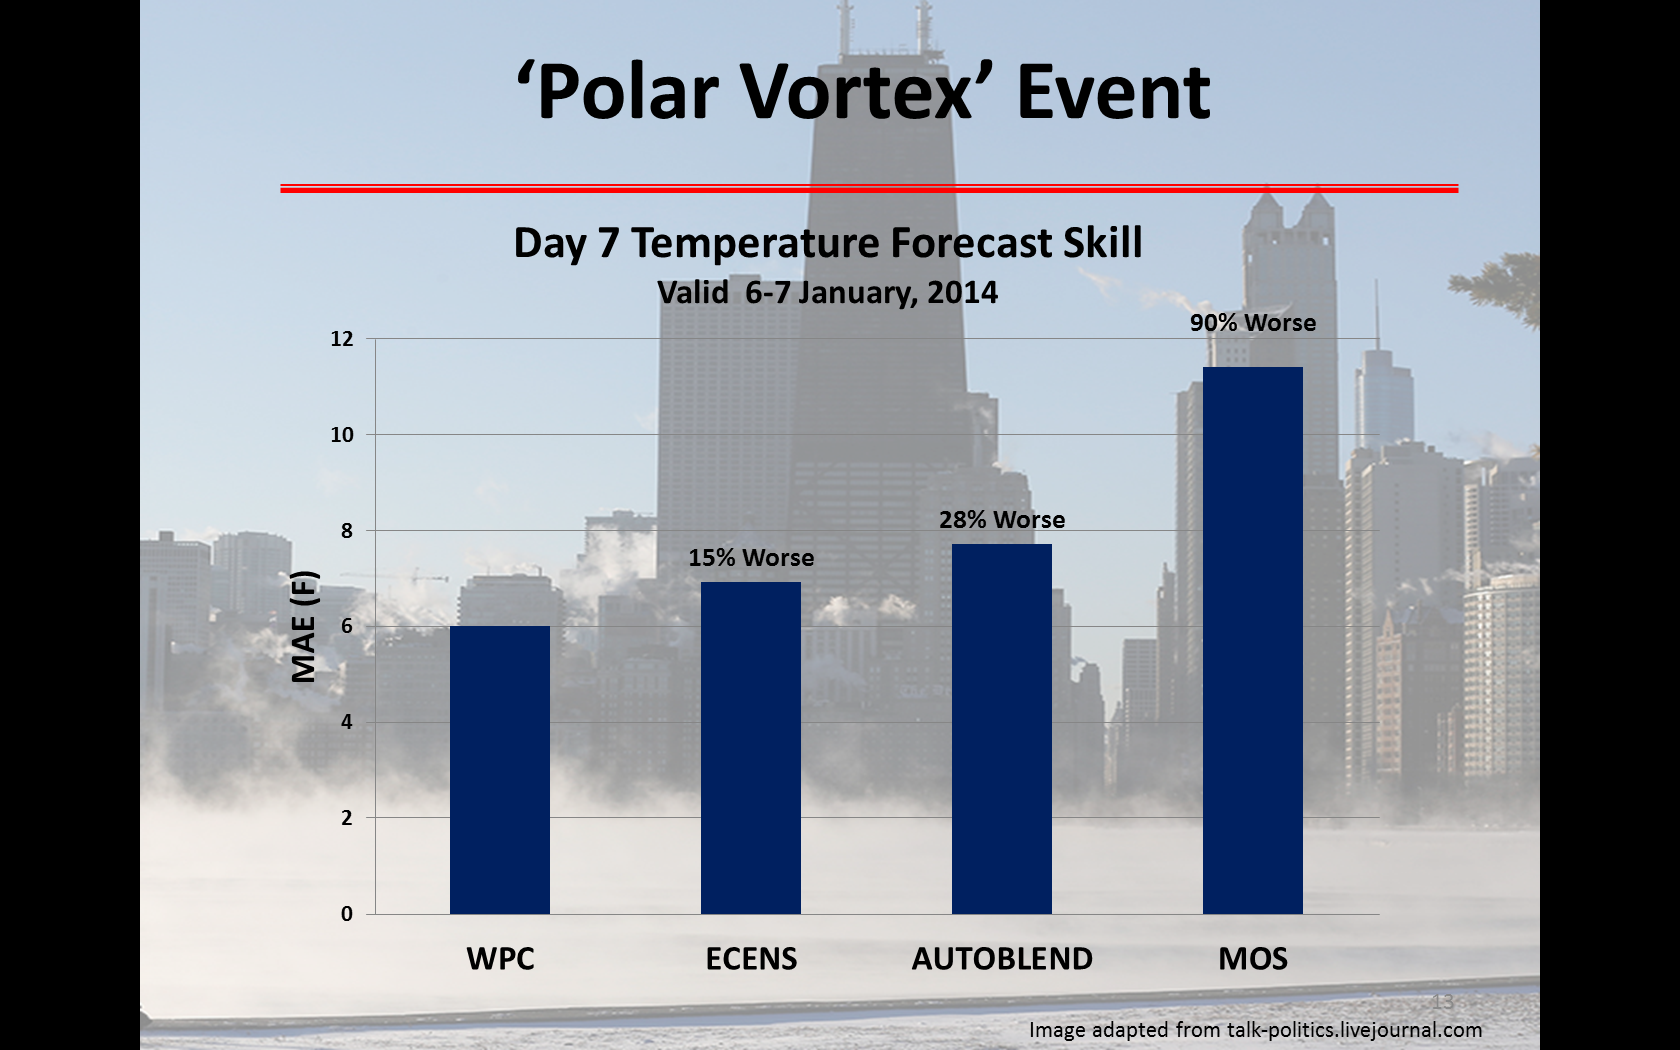 ‘Polar Vortex’ Event
Day 7 Temperature Forecast Skill
Valid 6-7 January, 2014
90% Worse
12
10
28% Worse
8
15% Worse
MAE (F)
6
4
2
0
WPC
ECENS
AUTOBLEND
MOS
13
Image adapted from talk-politics.livejournal.com